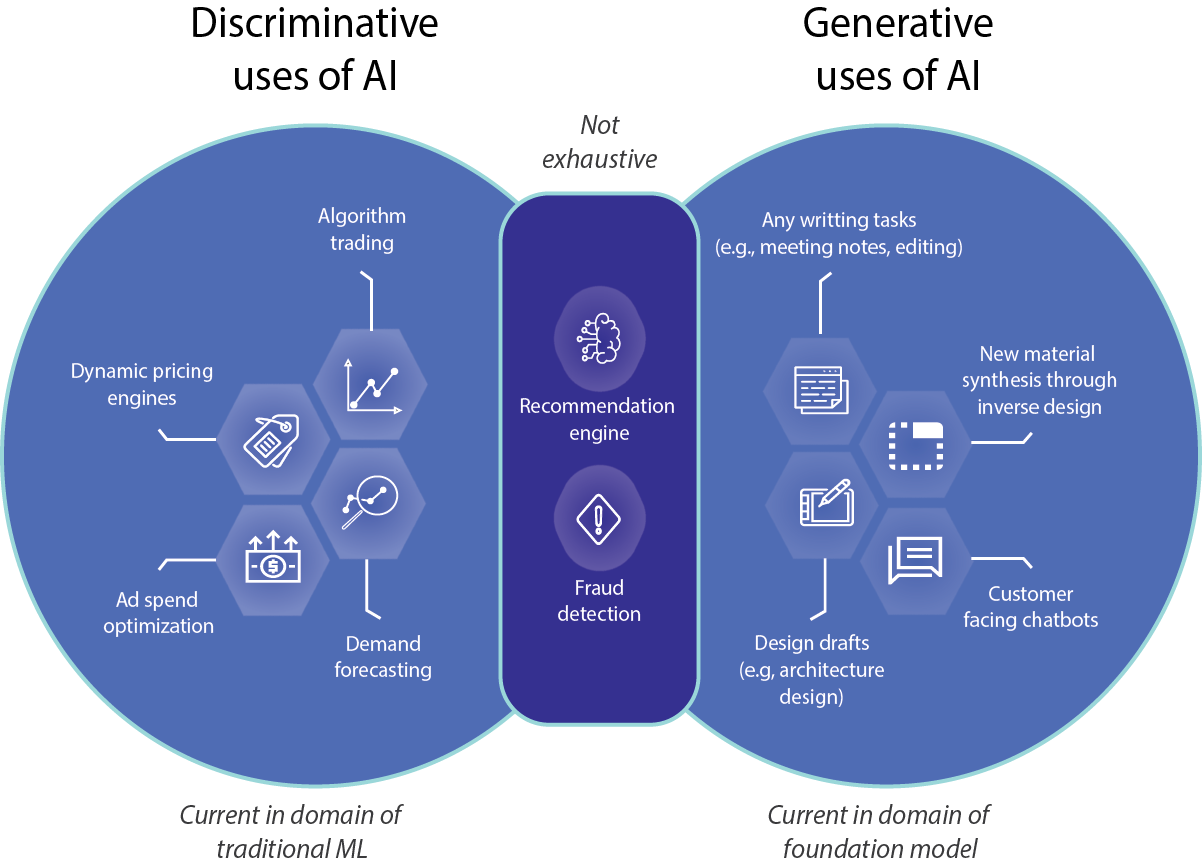 Discriminative
uses of AI
Generative
uses of AI
Not
exhaustive
Algorithm
trading
Dynamic pricing
engines
Ad spend
optimization
Demand
forecasting
Recommendation
engine
Fraud
detection
Any writting tasks
(e.g., meeting notes, editing)
New material
synthesis through
inverse design
Design drafts
(e.g, architecture
design)
Customer
facing chatbots
Current in domain of
traditional ML
Current in domain of
foundation model